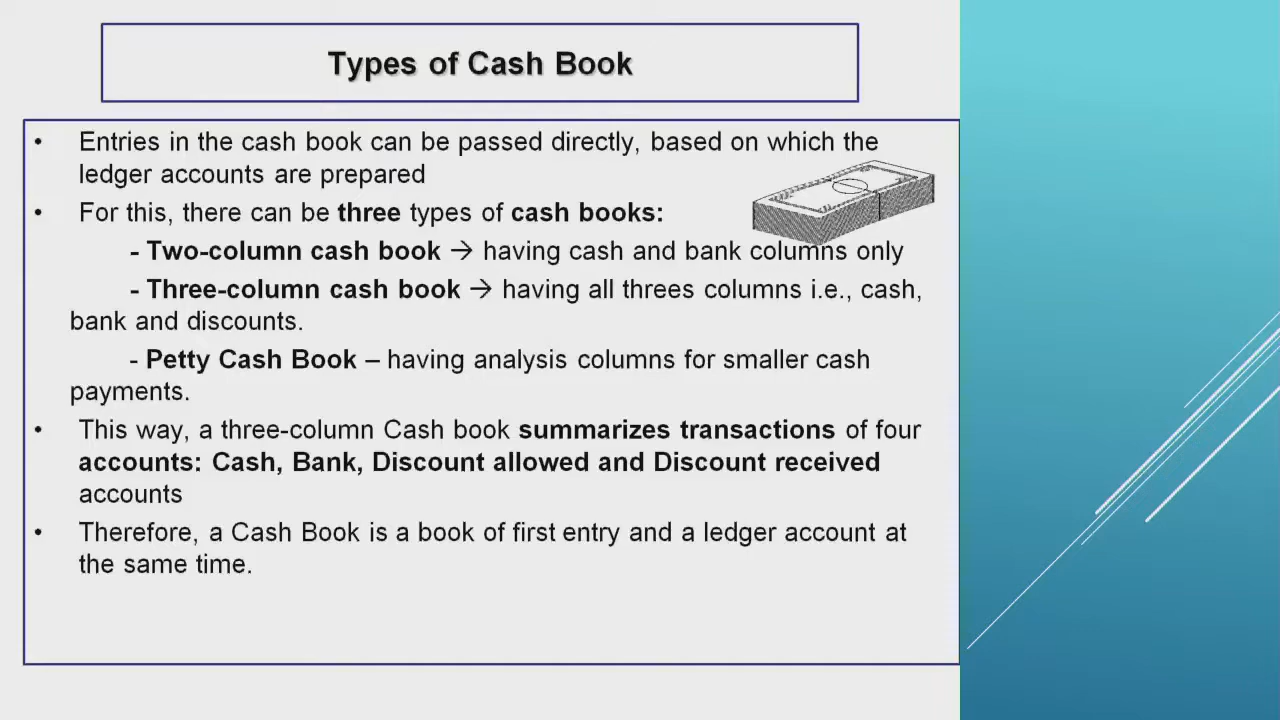 Types of Cash Book
• Entries in the cash book can be passed directly, based on which the
ledger accounts are prepared
• For this, there can be three types of cash books:
- Two-column cash book → having cash and bank columns only
- Three-column cash book → having all threes columns i.e., cash,
bank and discounts.
- Petty Cash Book – having analysis columns for smaller cash
payments.
• This way, a three-column Cash book summarizes transactions of four
accounts: Cash, Bank, Discount allowed and Discount received
accounts
• Therefore, a Cash Book is a book of first entry and a ledger account at
the same time.